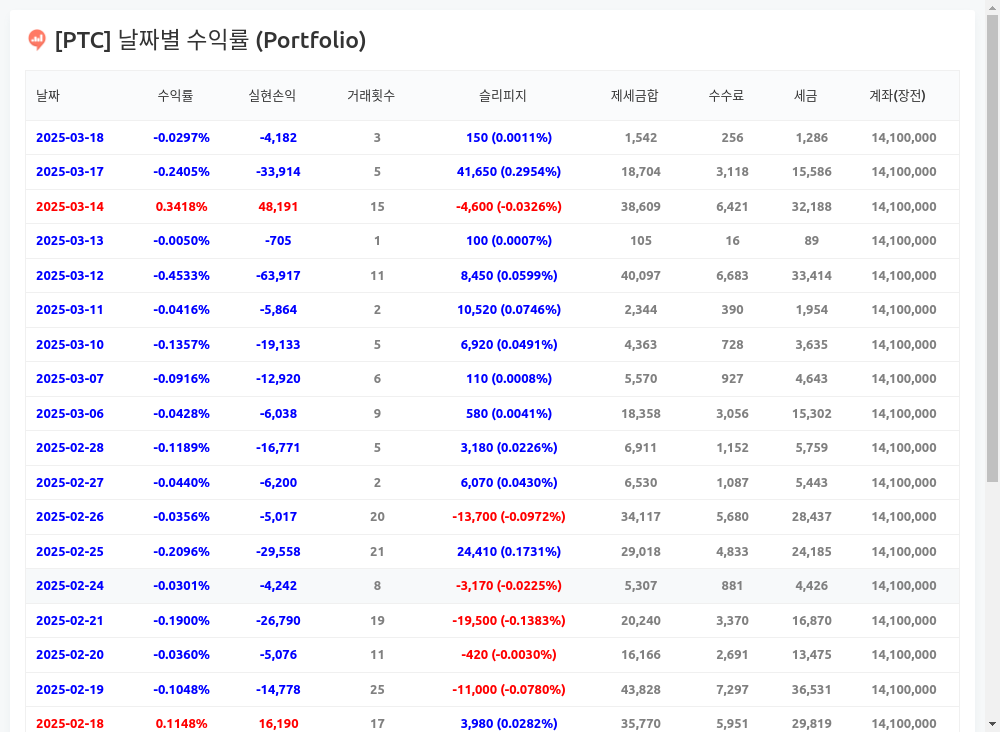 [PTC] 날짜별 수익률 (Portfolio)
날짜 수익률 실현손익 거래횟수 슬리피지 제세금합 수수료 세금 계좌(장전)
2025-03-18 -0.0297% -4,182 3 150 (0.0011%) 1,542 256 1,286 14,100,000
2025-03-17 -0.2405% -33,914 5 41,650 (0.2954%) 18,704 3,118 15,586 14,100,000
2025-03-14 0.3418% 48,191 15 -4,600 (-0.0326%) 38,609 6,421 32,188 14,100,000
2025-03-13 -0.0050% -705 1 100 (0.0007%) 105 16 89 14,100,000
2025-03-12 -0.4533% -63,917 11 8,450 (0.0599%) 40,097 6,683 33,414 14,100,000
2025-03-11 -0.0416% -5,864 2 10,520 (0.0746%) 2,344 390 1,954 14,100,000
2025-03-10 -0.1357% -19,133 5 6,920 (0.0491%) 4,363 728 3,635 14,100,000
2025-03-07 -0.0916% -12,920 6 110 (0.0008%) 5,570 927 4,643 14,100,000
2025-03-06 -0.0428% -6,038 9 580 (0.0041%) 18,358 3,056 15,302 14,100,000
2025-02-28 -0.1189% -16,771 5 3,180 (0.0226%) 6,911 1,152 5,759 14,100,000
2025-02-27 -0.0440% -6,200 2 6,070 (0.0430%) 6,530 1,087 5,443 14,100,000
2025-02-26 -0.0356% -5,017 20 -13,700 (-0.0972%) 34,117 5,680 28,437 14,100,000
2025-02-25 -0.2096% -29,558 21 24,410 (0.1731%) 29,018 4,833 24,185 14,100,000
2025-02-24 -0.0301% -4,242 8 -3,170 (-0.0225%) 5,307 881 4,426 14,100,000
2025-02-21 -0.1900% -26,790 19 -19,500 (-0.1383%) 20,240 3,370 16,870 14,100,000
2025-02-20 -0.0360% -5,076 11 -420 (-0.0030%) 16,166 2,691 13,475 14,100,000
2025-02-19 -0.1048% -14,778 25 -11,000 (-0.0780%) 43,828 7,297 36,531 14,100,000
2025-02-18 0.1148% 16,190 17 3,980 (0.0282%) 35,770 5,951 29,819 14,100,000